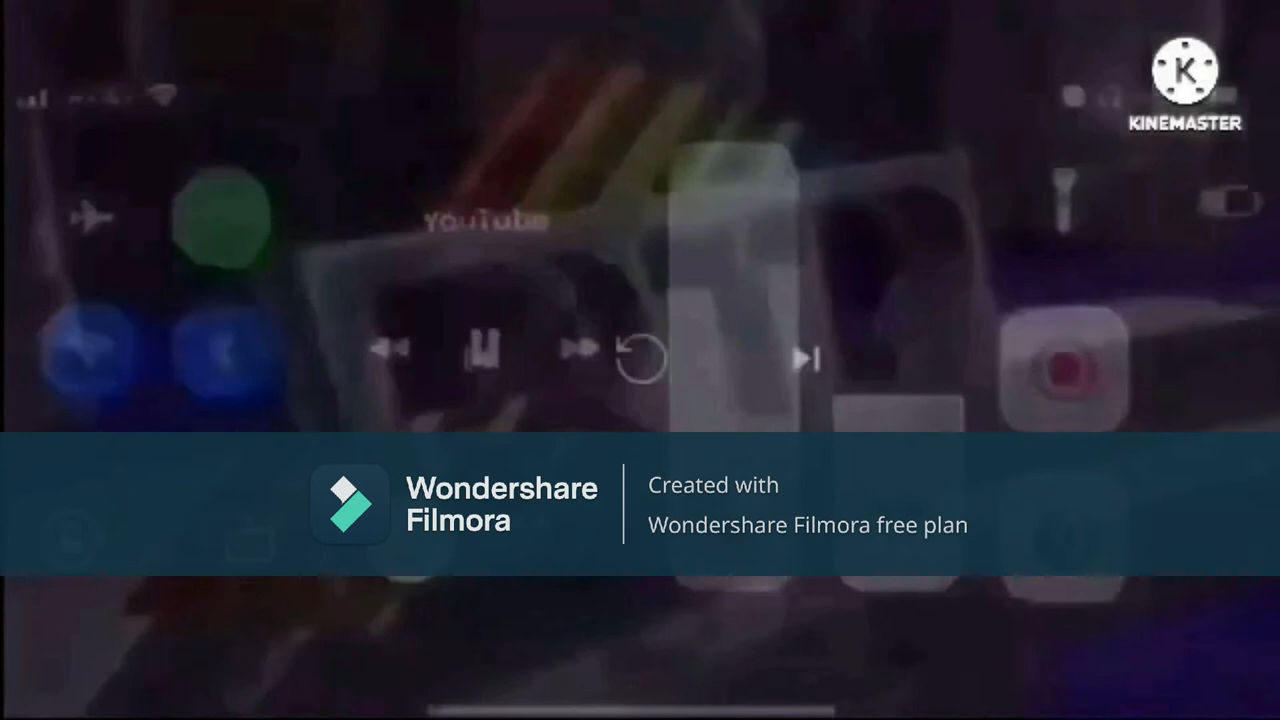 K
KINEMASTER
YouTube
Wondershare
Filmora
Created with
Wondershare Filmora free plan